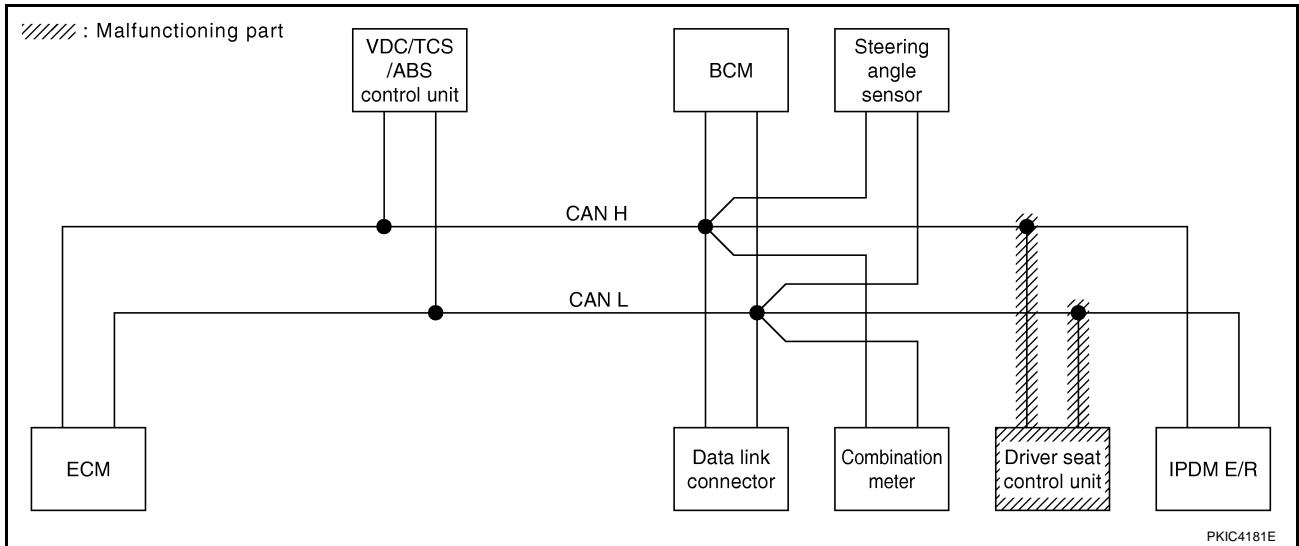 : Malfunctioning part
VDC/TCS
/ABS
control unit
BCM
Steering
angle
sensor
CAN H
CAN L
ECM
Data link
connector
Combination
meter
Driver seat
control unit
IPDM E/R
PKIC4181E